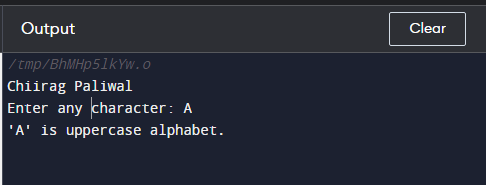 Output
Clear
/tmp/BhMHp5lkYw.o
Chiirag Paliwal
Enter any character: A
'A' is uppercase alphabet.